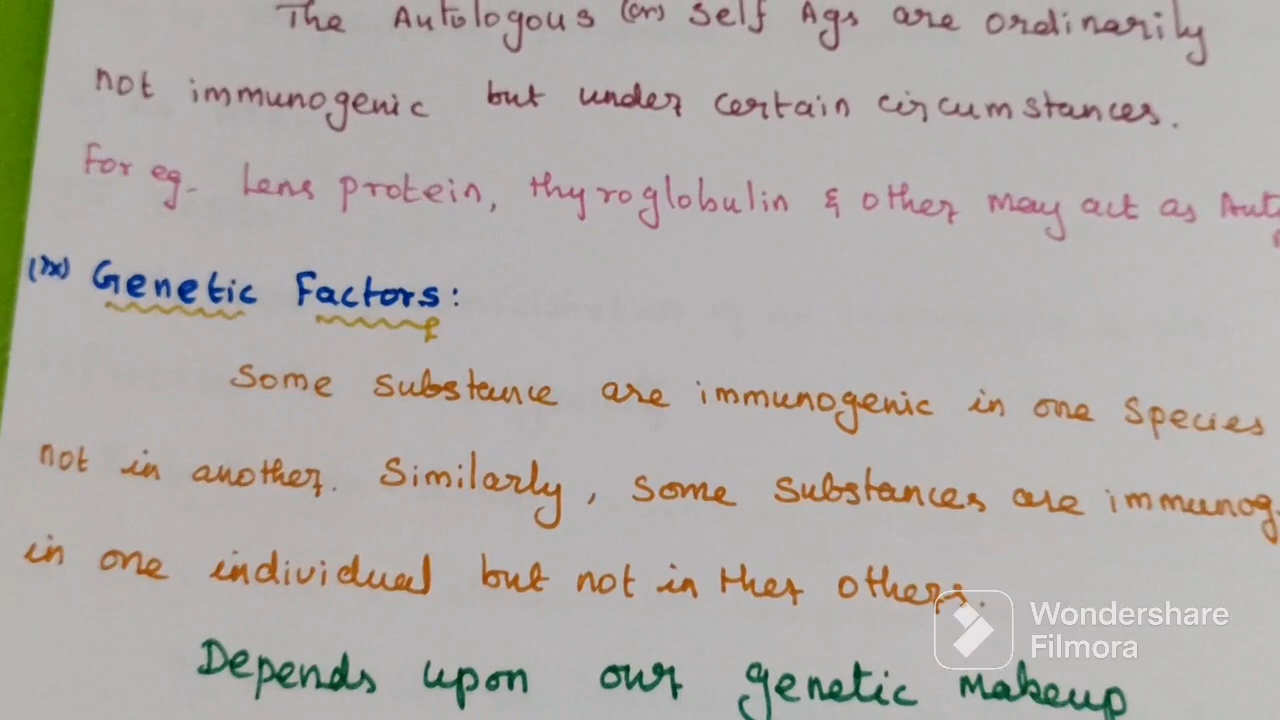 The Autologous (or) Self Ags are ordinarily
not immunogenic but under certain circumstances.
For eg. Lens protein, thyroglobulin & other may act as Aut
(ix) Genetic Factors:
Some substance are immunogenic in one species
not in another. Similarly, some substances are immunog.
in one individual but not in ther others.
Depends upon our genetic makeup
Wondershare
Filmora